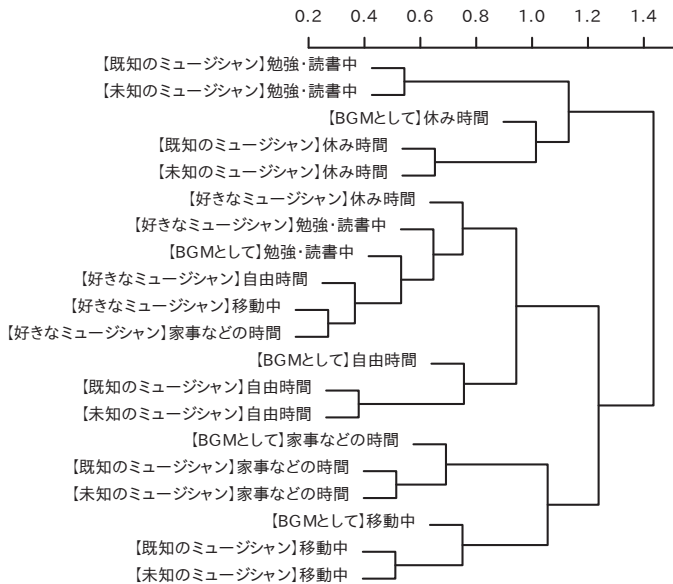 0.2 0.4 0.6 0.8 1.0 1.2 1.4
【既知のミュージシャン】勉強・読書中
【未知のミュージシャン】勉強・読書中
【BGMとして】休み時間
【既知のミュージシャン】休み時間
【未知のミュージシャン】休み時間
【好きなミュージシャン】休み時間
【好きなミュージシャン】勉強・読書中
【BGMとして】勉強・読書中
【好きなミュージシャン】自由時間
【好きなミュージシャン】移動中
【好きなミュージシャン】家事などの時間
【BGMとして】自由時間
【既知のミュージシャン】自由時間
【未知のミュージシャン】自由時間
【BGMとして】家事などの時間
【既知のミュージシャン】家事などの時間
【未知のミュージシャン】家事などの時間
【BGMとして】移動中
【既知のミュージシャン】移動中
【未知のミュージシャン】移動中